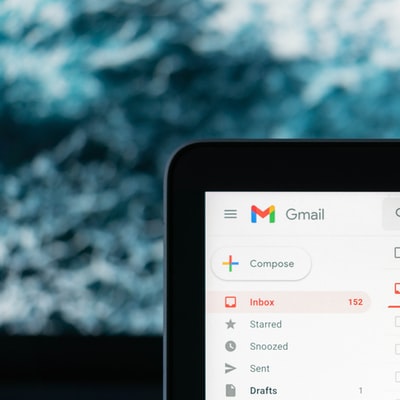 Gmail
Compose
Inbox 152
Starred
Snoozed
Sent
Drafts 1